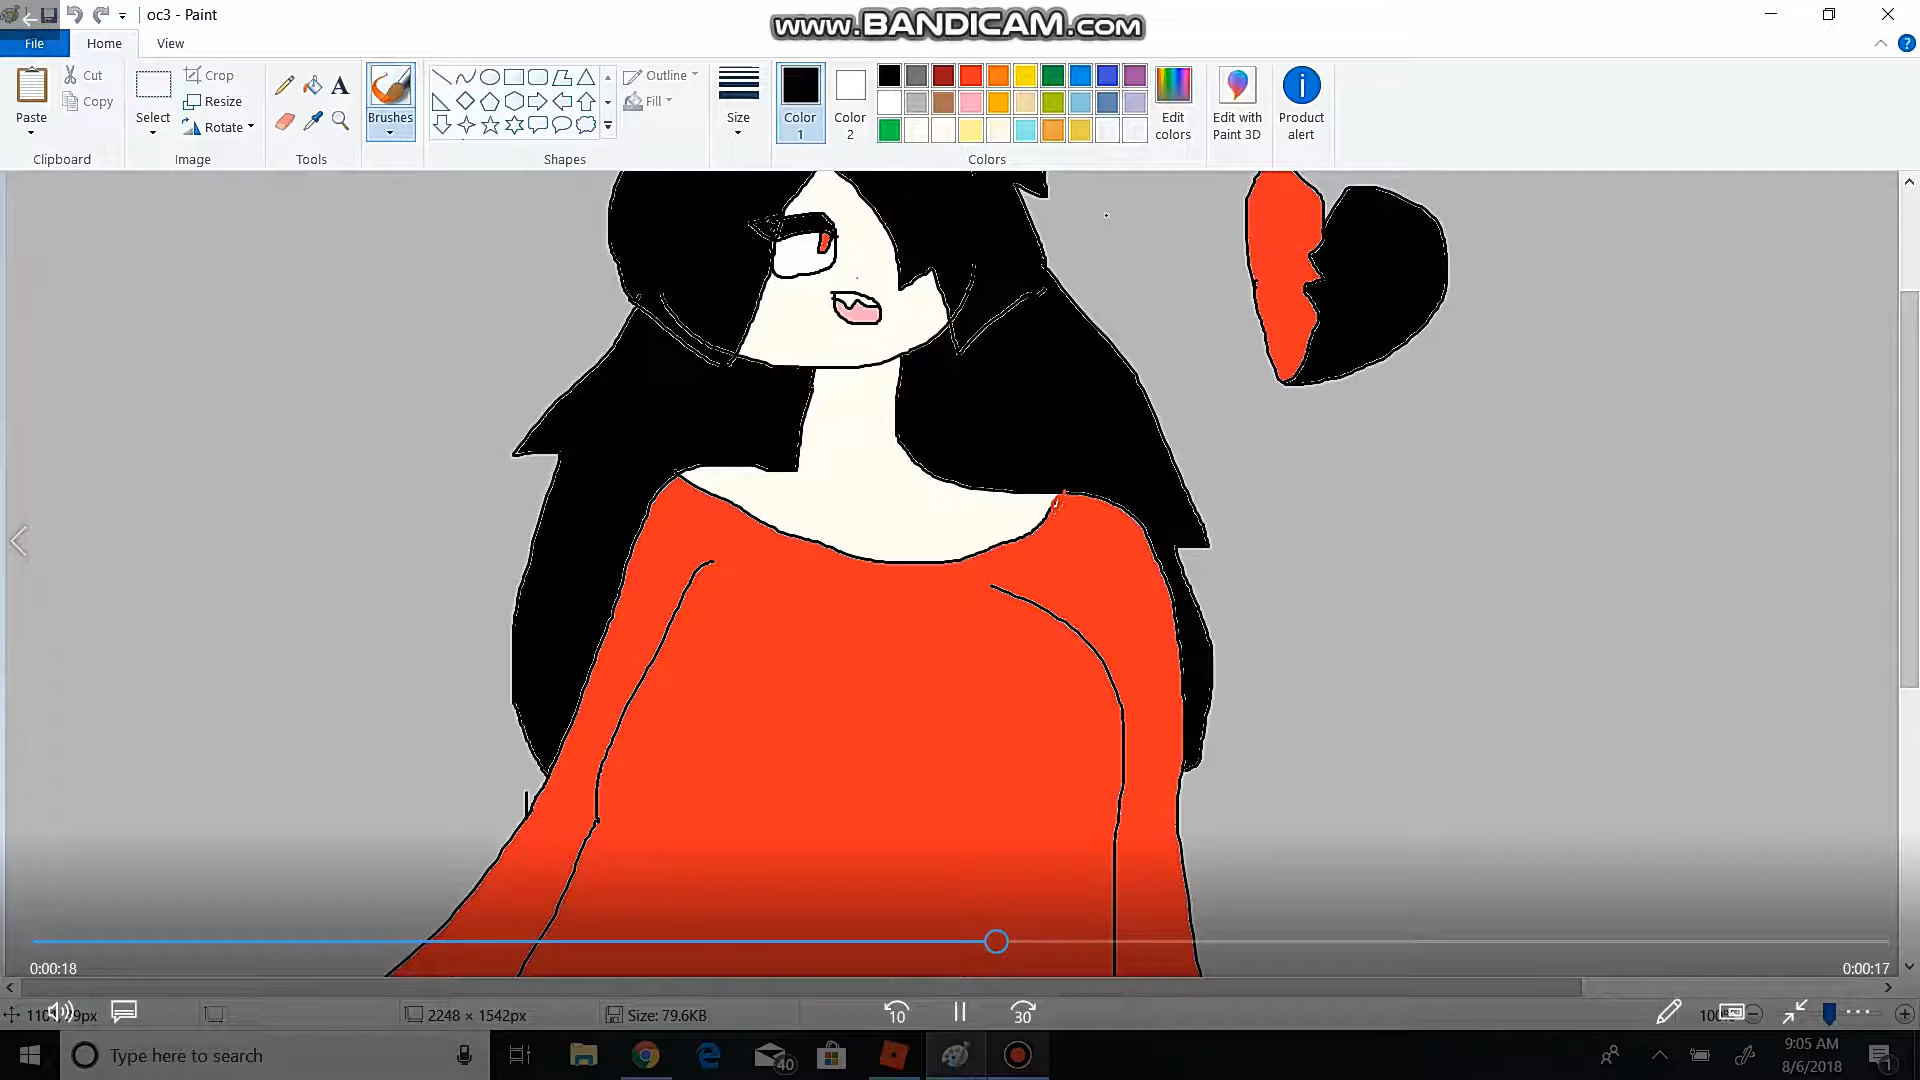 oc3 - Paint
www.BANDICAM.com
File
Home
View
Paste
Cut
Copy
Clipboard
Select
Crop
Resize
Rotate
Image
A
Tools
Brushes
Outline
Fill
Shapes
Size
Color 1
Color 2
Edit colors
Colors
Edit with Paint 3D
Product alert
0:00:18
0:00:17
2248 × 1542px
Size: 79.6KB
10
30
Type here to search
40
9:05 AM
8/6/2018
1